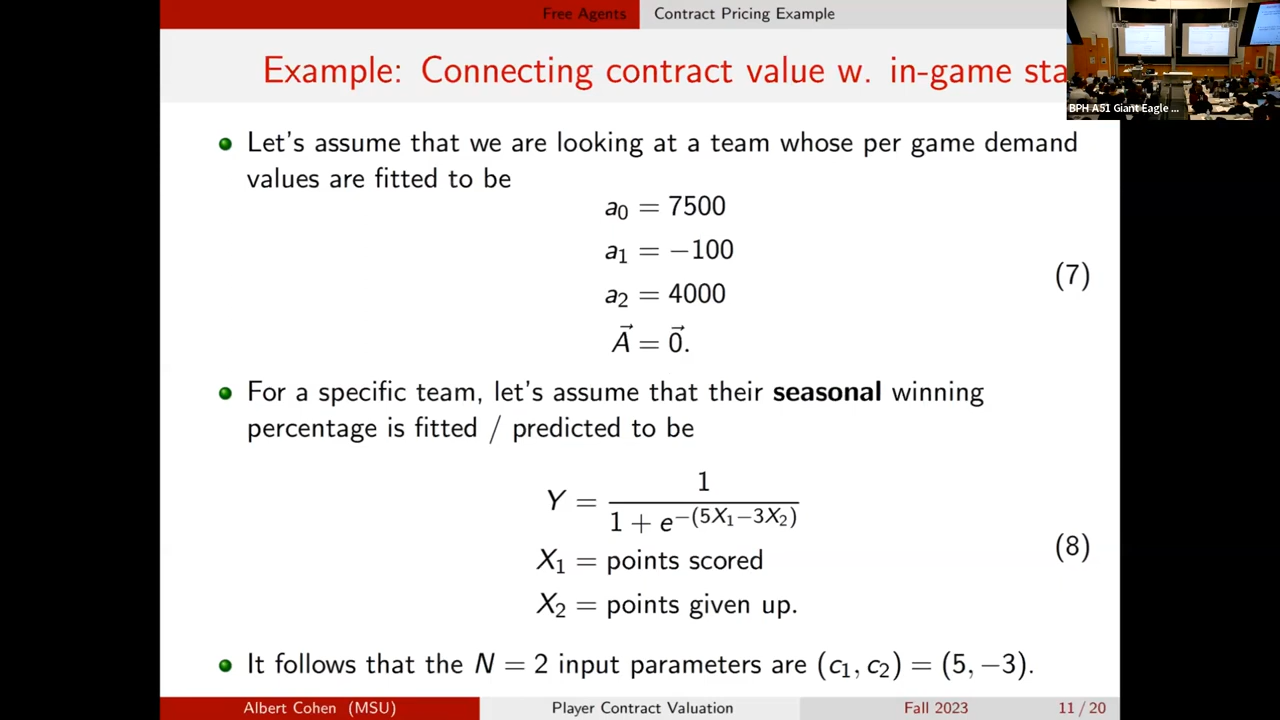 Free Agents Contract Pricing Example
Example: Connecting contract value w. in-game sta
BPH A51 Giant Eagle ...
Let's assume that we are looking at a team whose per game demand
values are fitted to be
a₀ = 7500
a₁ = −100
a₂ = 4000
A⃗ = 0⃗.
(7)
For a specific team, let's assume that their seasonal winning
percentage is fitted / predicted to be
Y = 1 / (1 + e^{−(5X₁−3X₂)})
X₁ = points scored
X₂ = points given up.
(8)
It follows that the N = 2 input parameters are (c₁, c₂) = (5, −3).
Albert Cohen (MSU) Player Contract Valuation Fall 2023 11 / 20